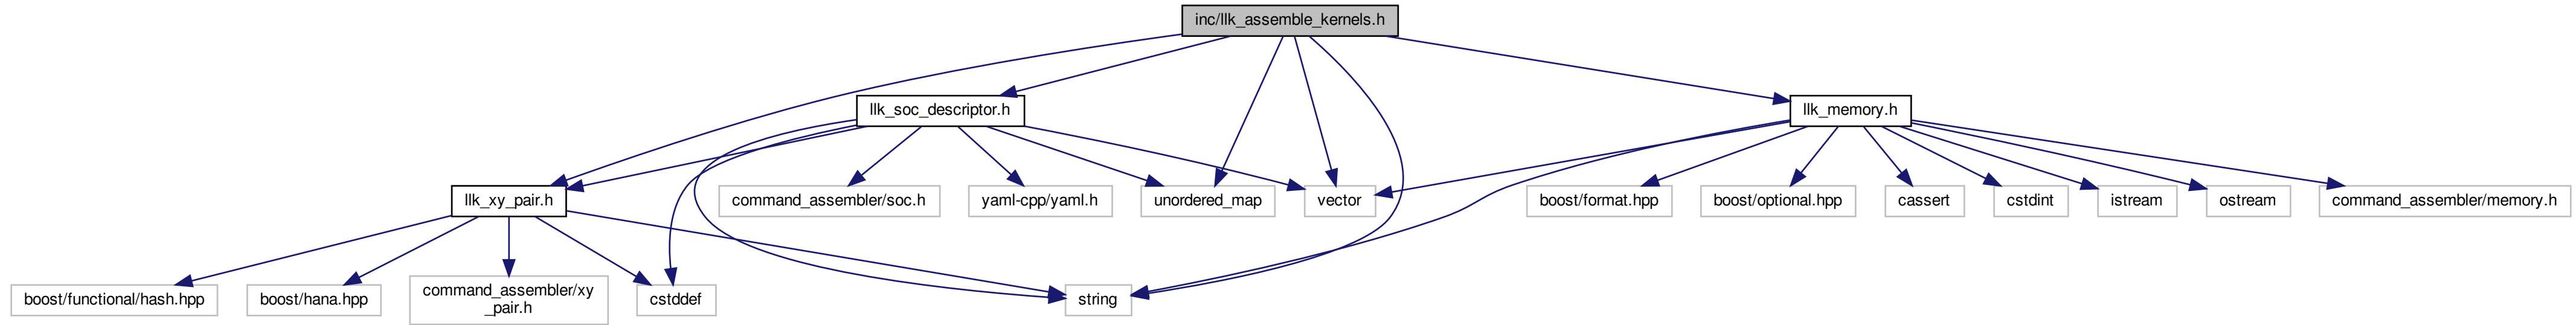 inc/llk_assemble_kernels.h
llk_soc_descriptor.h
llk_memory.h
llk_xy_pair.h
command_assembler/soc.h
yaml-cpp/yaml.h
unordered_map
vector
boost/format.hpp
boost/optional.hpp
cassert
cstdint
istream
ostream
command_assembler/memory.h
boost/functional/hash.hpp
boost/hana.hpp
command_assembler/xy
_pair.h
cstddef
string